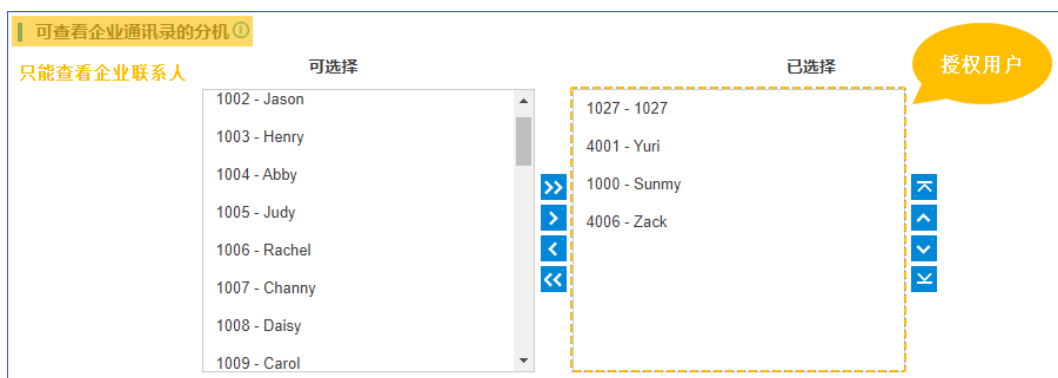 可查看企业通讯录的分机
只能查看企业联系人
可选择
已选择
授权用户
1002 - Jason
1003 - Henry
1004 - Abby
1005 - Judy
1006 - Rachel
1007 - Channy
1008 - Daisy
1009 - Carol
1027 - 1027
4001 - Yuri
1000 - Sunmy
4006 - Zack